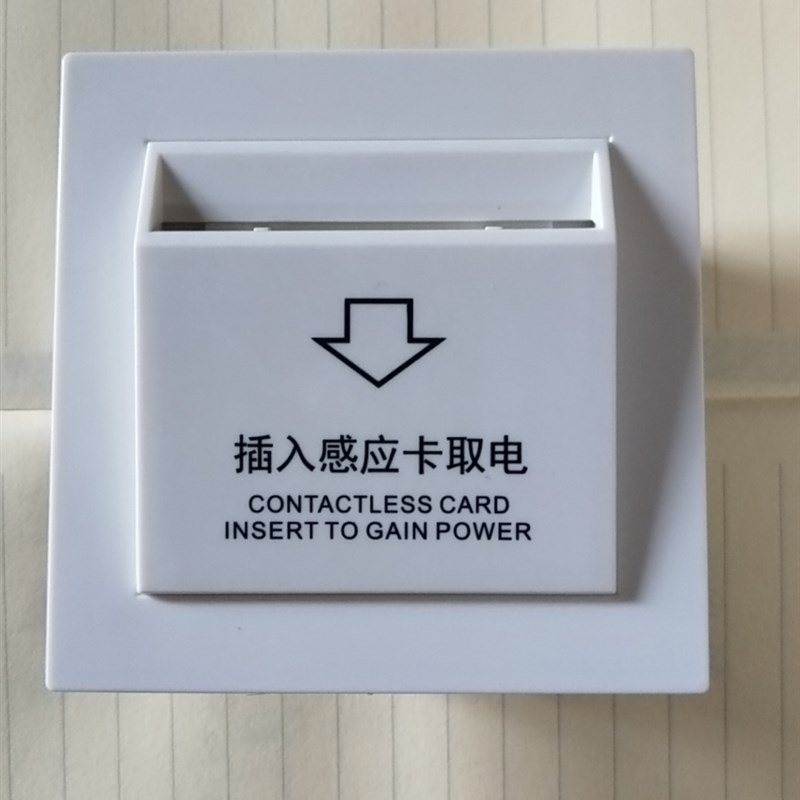 插入感应卡取电
CONTACTLESS CARD
INSERT TO GAIN POWER